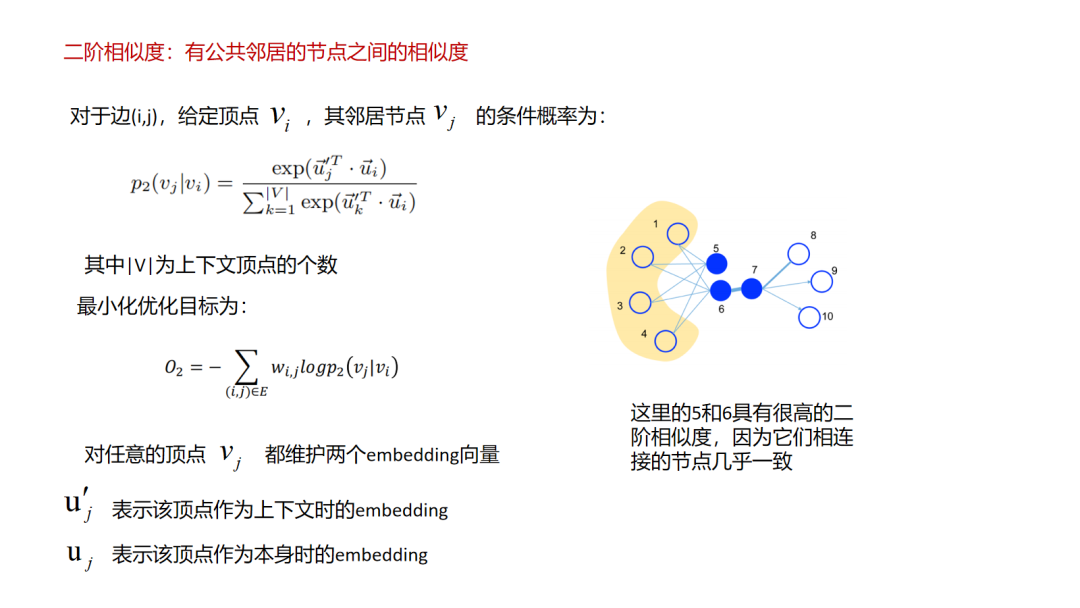 二阶相似度：有公共邻居的节点之间的相似度
对于边(i,j)，给定顶点 v_i ，其邻居节点 v_j 的条件概率为：
p_2(v_j|v_i) = \frac{\exp(\vec{u}_j'^T \cdot \vec{u}_i)}{\sum_{k=1}^{|V|} \exp(\vec{u}_k'^T \cdot \vec{u}_i)}
其中|V|为上下文顶点的个数
最小化优化目标为：
O_2 = - \sum_{(i,j)∈E} w_{i,j} log p_2(v_j|v_i)
对任意的顶点 v_j 都维护两个embedding向量
u'_j 表示该顶点作为上下文时的embedding
u_j 表示该顶点作为本身时的embedding
1
2
3
4
5
6
7
8
9
10
这里的5和6具有很高的二
阶相似度，因为它们相连
接的节点几乎一致